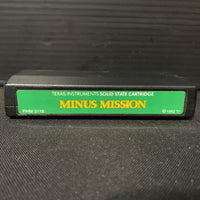 TEXAS INSTRUMENTS SOLID STATE CARTRIDGE
MINUS MISSION
PHM 3118
© 1982 TI